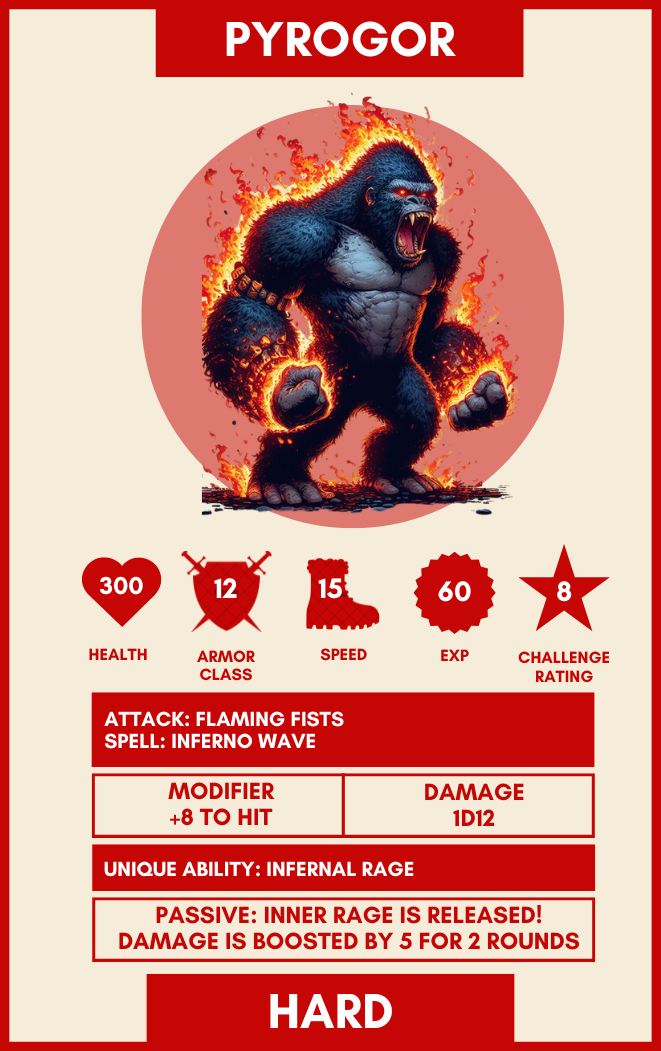 PYROGOR
300
12
15
60
8
HEALTH
ARMOR
CLASS
SPEED
EXP
CHALLENGE
RATING
ATTACK: FLAMING FISTS
SPELL: INFERNO WAVE
MODIFIER
+8 TO HIT
DAMAGE
1D12
UNIQUE ABILITY: INFERNAL RAGE
PASSIVE: INNER RAGE IS RELEASED!
DAMAGE IS BOOSTED BY 5 FOR 2 ROUNDS
HARD